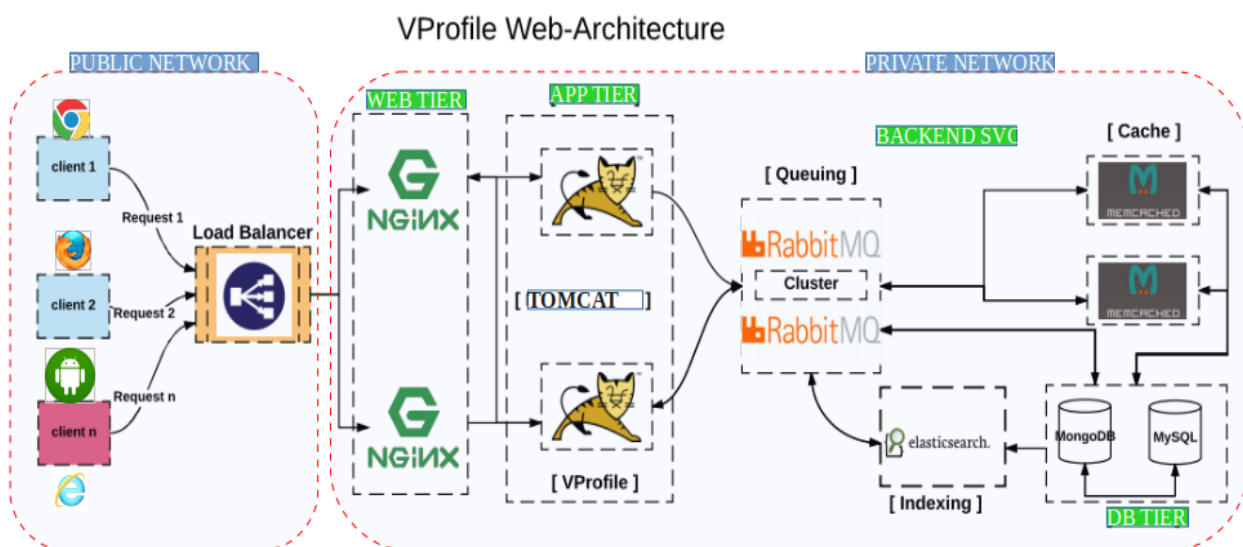 VProfile Web-Architecture
PUBLIC NETWORK
PRIVATE NETWORK
WEB TIER
APP TIER
BACKEND SVC
[ Cache ]
client 1
Request 1
NGINX
[ Queuing ]
MEMCACHED
Load Balancer
RabbitMQ
client 2
Request 2
[ TOMCAT ]
Cluster
MEMCACHED
RabbitMQ
Request n
client n
NGINX
elasticsearch.
MongoDB
MySQL
[ VProfile ]
[ Indexing ]
DB TIER